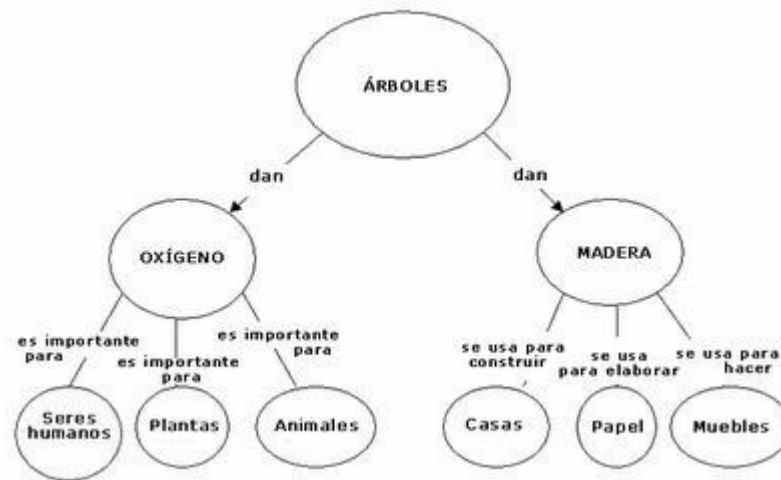 ÁRBOLES
dan
dan
OXÍGENO
MADERA
es importante
para
es importante
para
es importante
para
se usa para
construir
se usa
para elaborar
se usa para
hacer
Seres
humanos
Plantas
Animales
Casas
Papel
Muebles